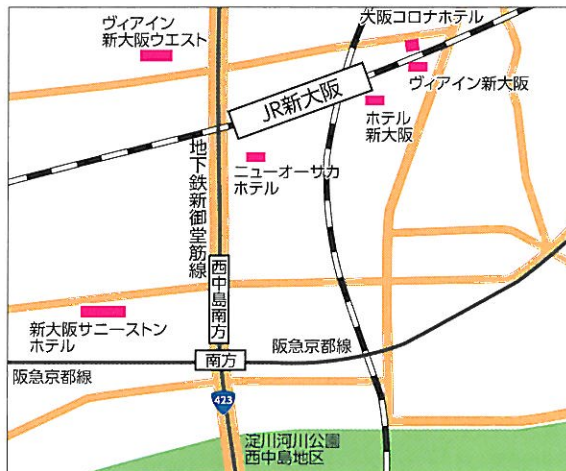 ヴィアイン
新大阪ウエスト
大阪コロナホテル
ヴィアイン新大阪
JR新大阪
ホテル
新大阪
ニューオーサカ
ホテル
地下鉄新御堂筋線
西中島南方
新大阪サニーストン
ホテル
南方
阪急京都線
阪急京都線
423
淀川河川公園
西中島地区